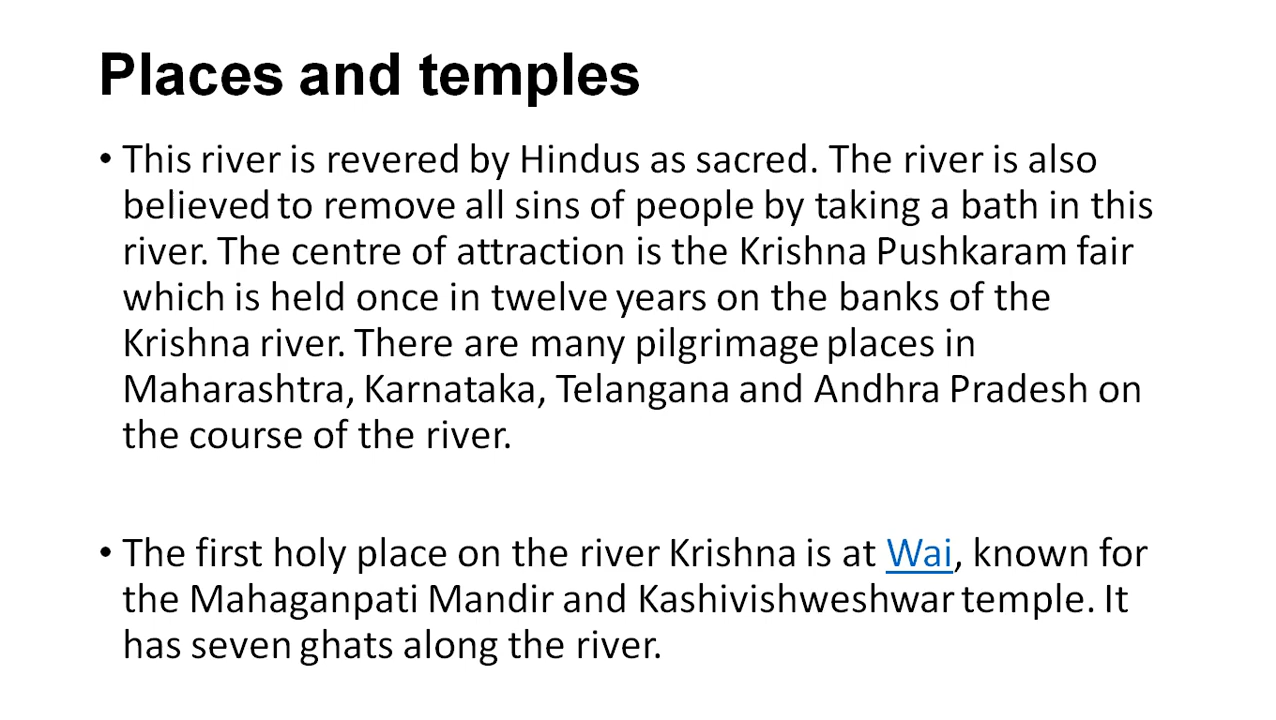 Places and temples
• This river is revered by Hindus as sacred. The river is also
believed to remove all sins of people by taking a bath in this
river. The centre of attraction is the Krishna Pushkaram fair
which is held once in twelve years on the banks of the
Krishna river. There are many pilgrimage places in
Maharashtra, Karnataka, Telangana and Andhra Pradesh on
the course of the river.
• The first holy place on the river Krishna is at Wai, known for
the Mahaganpati Mandir and Kashivishweshwar temple. It
has seven ghats along the river.